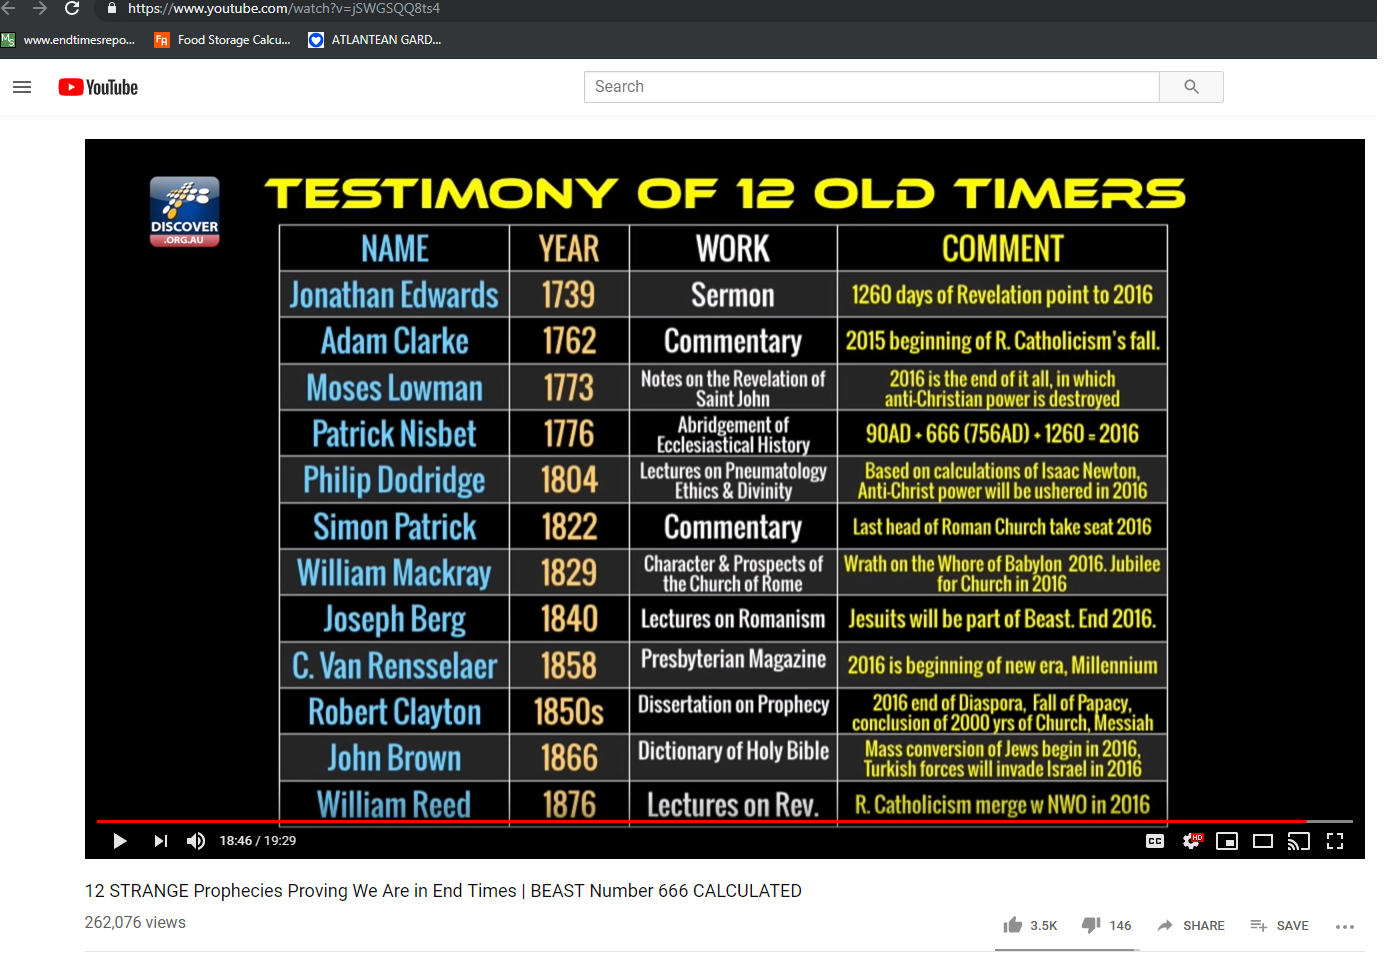 https://www.youtube.com/watch?v=jSWGSQQ8ts4
MS www.endtimesrepo... FA Food Storage Calcu... ATLANTEAN GARD...
YouTube
Search
DISCOVER
.ORG.AU
TESTIMONY OF 12 OLD TIMERS
NAME YEAR WORK COMMENT
Jonathan Edwards 1739 Sermon 1260 days of Revelation point to 2016
Adam Clarke 1762 Commentary 2015 beginning of R. Catholicism's fall.
Moses Lowman 1773 Notes on the Revelation of Saint John 2016 is the end of it all, in which anti-Christian power is destroyed
Patrick Nisbet 1776 Abridgement of Ecclesiastical History 90AD + 666 (756AD) + 1260 = 2016
Philip Dodridge 1804 Lectures on Pneumatology Ethics & Divinity Based on calculations of Isaac Newton, Anti-Christ power will be ushered in 2016
Simon Patrick 1822 Commentary Last head of Roman Church take seat 2016
William Mackray 1829 Character & Prospects of the Church of Rome Wrath on the Whore of Babylon 2016. Jubilee for Church in 2016
Joseph Berg 1840 Lectures on Romanism Jesuits will be part of Beast. End 2016.
C. Van Rensselaer 1858 Presbyterian Magazine 2016 is beginning of new era, Millennium
Robert Clayton 1850s Dissertation on Prophecy 2016 end of Diaspora, Fall of Papacy, conclusion of 2000 yrs of Church, Messiah
John Brown 1866 Dictionary of Holy Bible Mass conversion of Jews begin in 2016, Turkish forces will invade Israel in 2016
William Reed 1876 Lectures on Rev. R. Catholicism merge w NWO in 2016
18:46 / 19:29 CC HD
12 STRANGE Prophecies Proving We Are in End Times | BEAST Number 666 CALCULATED
262,076 views
3.5K 146 SHARE SAVE